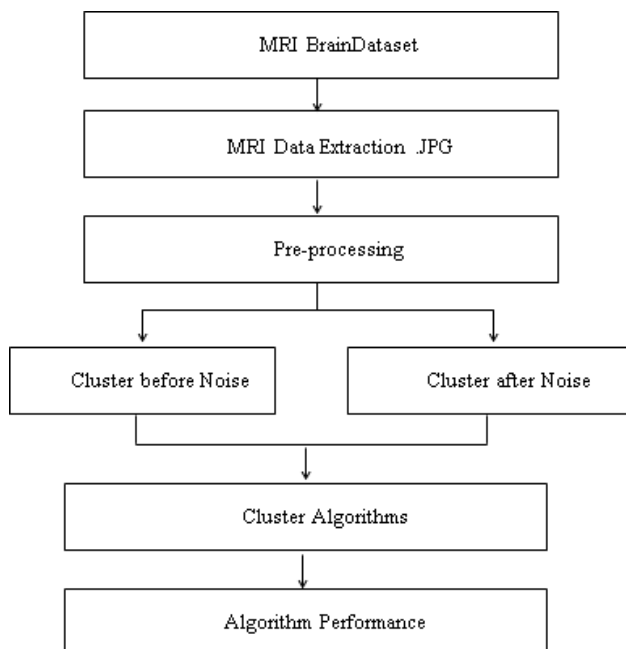 MRI BrainDataset
MRI Data Extraction .JPG
Pre-processing
Cluster before Noise
Cluster after Noise
Cluster Algorithms
Algorithm Performance